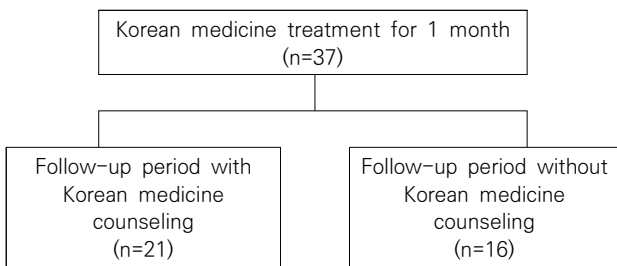 Korean medicine treatment for 1 month
(n=37)
Follow-up period with
Korean medicine
counseling
(n=21)
Follow-up period without
Korean medicine
counseling
(n=16)